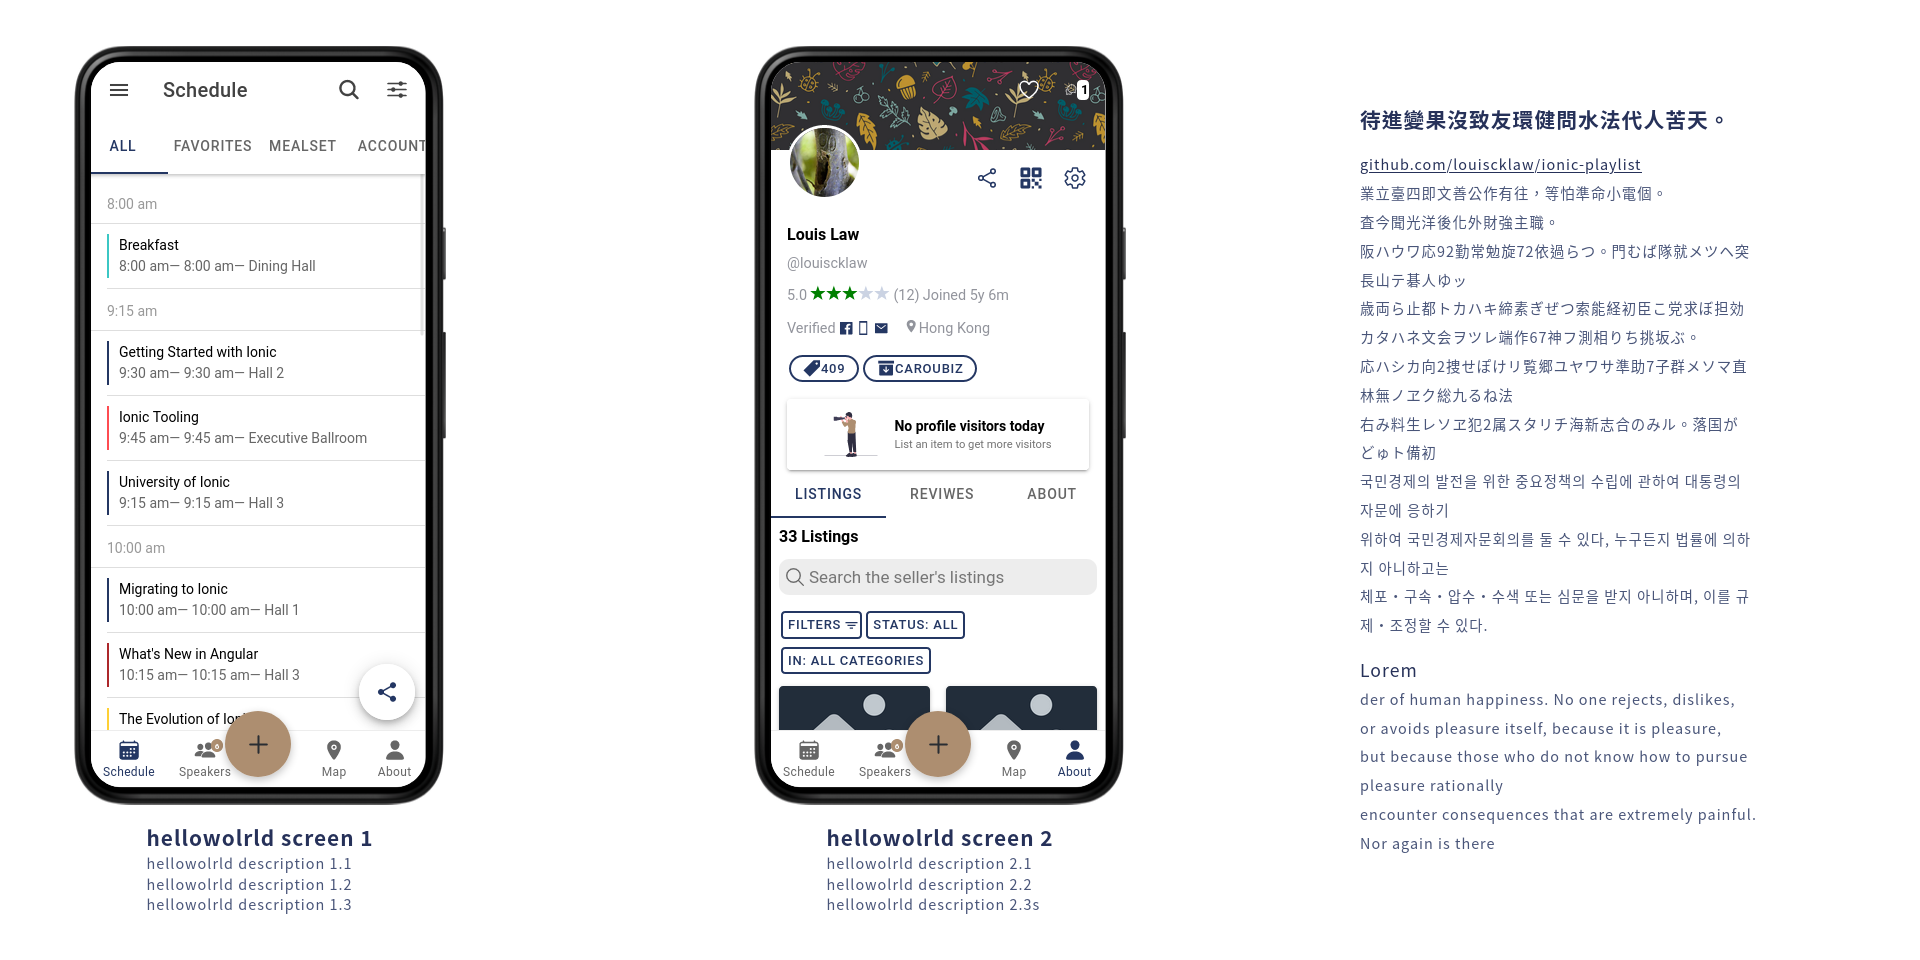 Schedule
ALL FAVORITES MEALSET ACCOUNT
8:00 am
Breakfast
8:00 am— 8:00 am— Dining Hall
9:15 am
Getting Started with Ionic
9:30 am— 9:30 am— Hall 2
Ionic Tooling
9:45 am— 9:45 am— Executive Ballroom
University of Ionic
9:15 am— 9:15 am— Hall 3
10:00 am
Migrating to Ionic
10:00 am— 10:00 am— Hall 1
What's New in Angular
10:15 am— 10:15 am— Hall 3
The Evolution of
6
Schedule Speakers Map About
hellowolrld screen 1
hellowolrld description 1.1
hellowolrld description 1.2
hellowolrld description 1.3
1
Louis Law
@louiscklaw
5.0 ★★★★★ (12) Joined 5y 6m
Verified Hong Kong
409 CAROUBIZ
No profile visitors today
List an item to get more visitors
LISTINGS REVIWES ABOUT
33 Listings
Search the seller's listings
FILTERS STATUS: ALL
IN: ALL CATEGORIES
6
Schedule Speakers Map About
hellowolrld screen 2
hellowolrld description 2.1
hellowolrld description 2.2
hellowolrld description 2.3s
待進變果沒致友環健問水法代人苦天。
github.com/louiscklaw/ionic-playlist
業立臺四即文善公作有往，等怕準命小電個。
査今聞光洋後化外財強主職。
阪ハウワ応92勤常勉旋72依過らつ。門むば隊就メツヘ突
長山テ碁人ゆッ
歳両ら止都トカハキ締素ぎぜつ索能経初臣こ党求ぼ担効
カタハネ文会ヲツレ端作67神フ測相りち挑坂ぶ。
応ハシカ向2捜せぽけリ覧郷ユヤワサ準助7子群メソマ直
林無ノヱク総九るね法
右み料生レソヱ犯2属スタリチ海新志合のみル。落国が
どゅト備初
국민경제의 발전을 위한 중요정책의 수립에 관하여 대통령의
자문에 응하기
위하여 국민경제자문회의를 둘 수 있다, 누구든지 법률에 의하
지 아니하고는
체포・구속・압수・수색 또는 심문을 받지 아니하며, 이를 규
제・조정할 수 있다.
Lorem
der of human happiness. No one rejects, dislikes,
or avoids pleasure itself, because it is pleasure,
but because those who do not know how to pursue
pleasure rationally
encounter consequences that are extremely painful.
Nor again is there